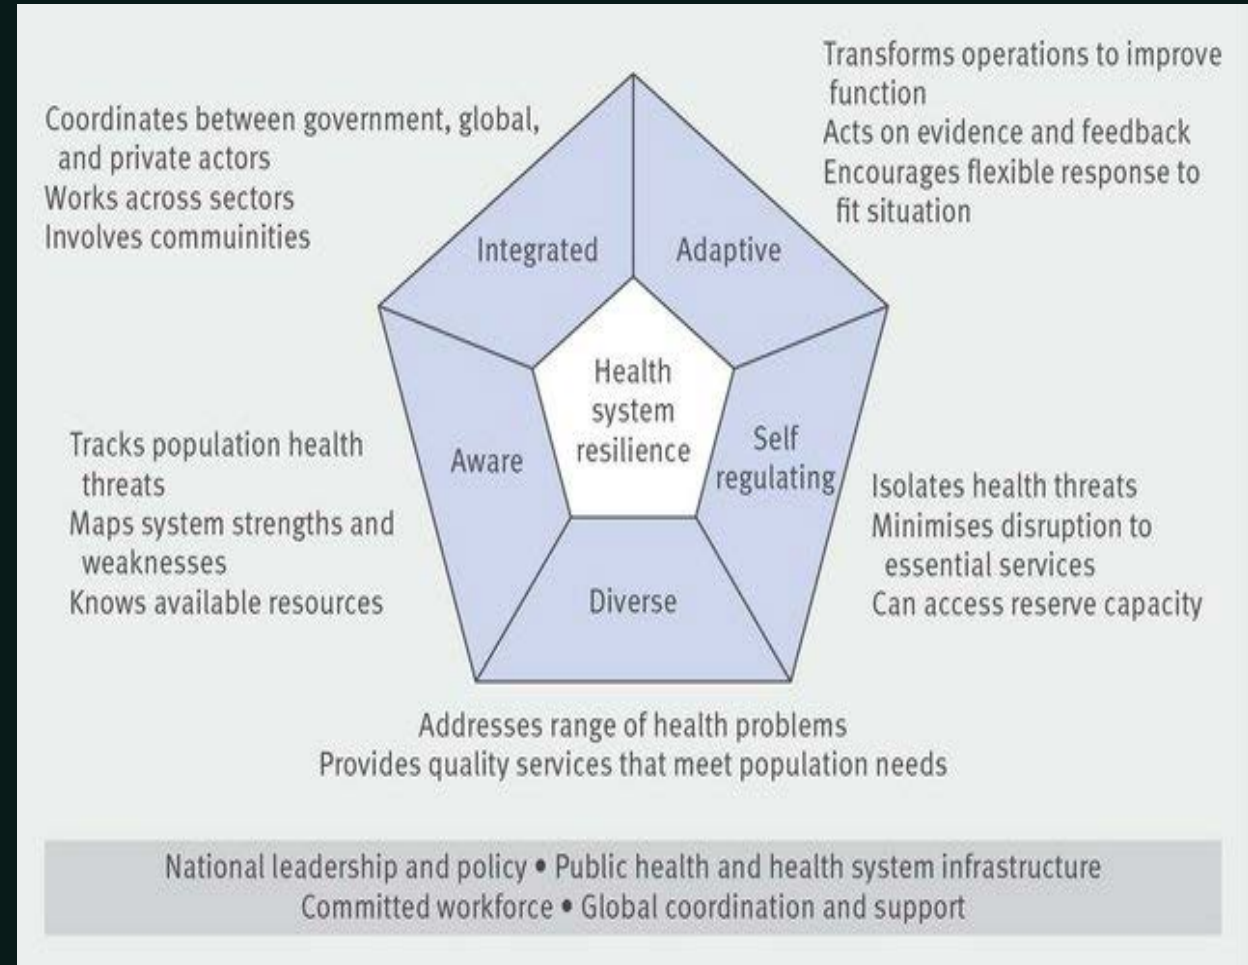 Coordinates between government, global,
and private actors
Works across sectors
Involves commuinities
Transforms operations to improve
function
Acts on evidence and feedback
Encourages flexible response to
fit situation
Integrated
Adaptive
Health
system
resilience
Aware
Self
regulating
Diverse
Tracks population health
threats
Maps system strengths and
weaknesses
Knows available resources
Isolates health threats
Minimises disruption to
essential services
Can access reserve capacity
Addresses range of health problems
Provides quality services that meet population needs
National leadership and policy • Public health and health system infrastructure
Committed workforce • Global coordination and support